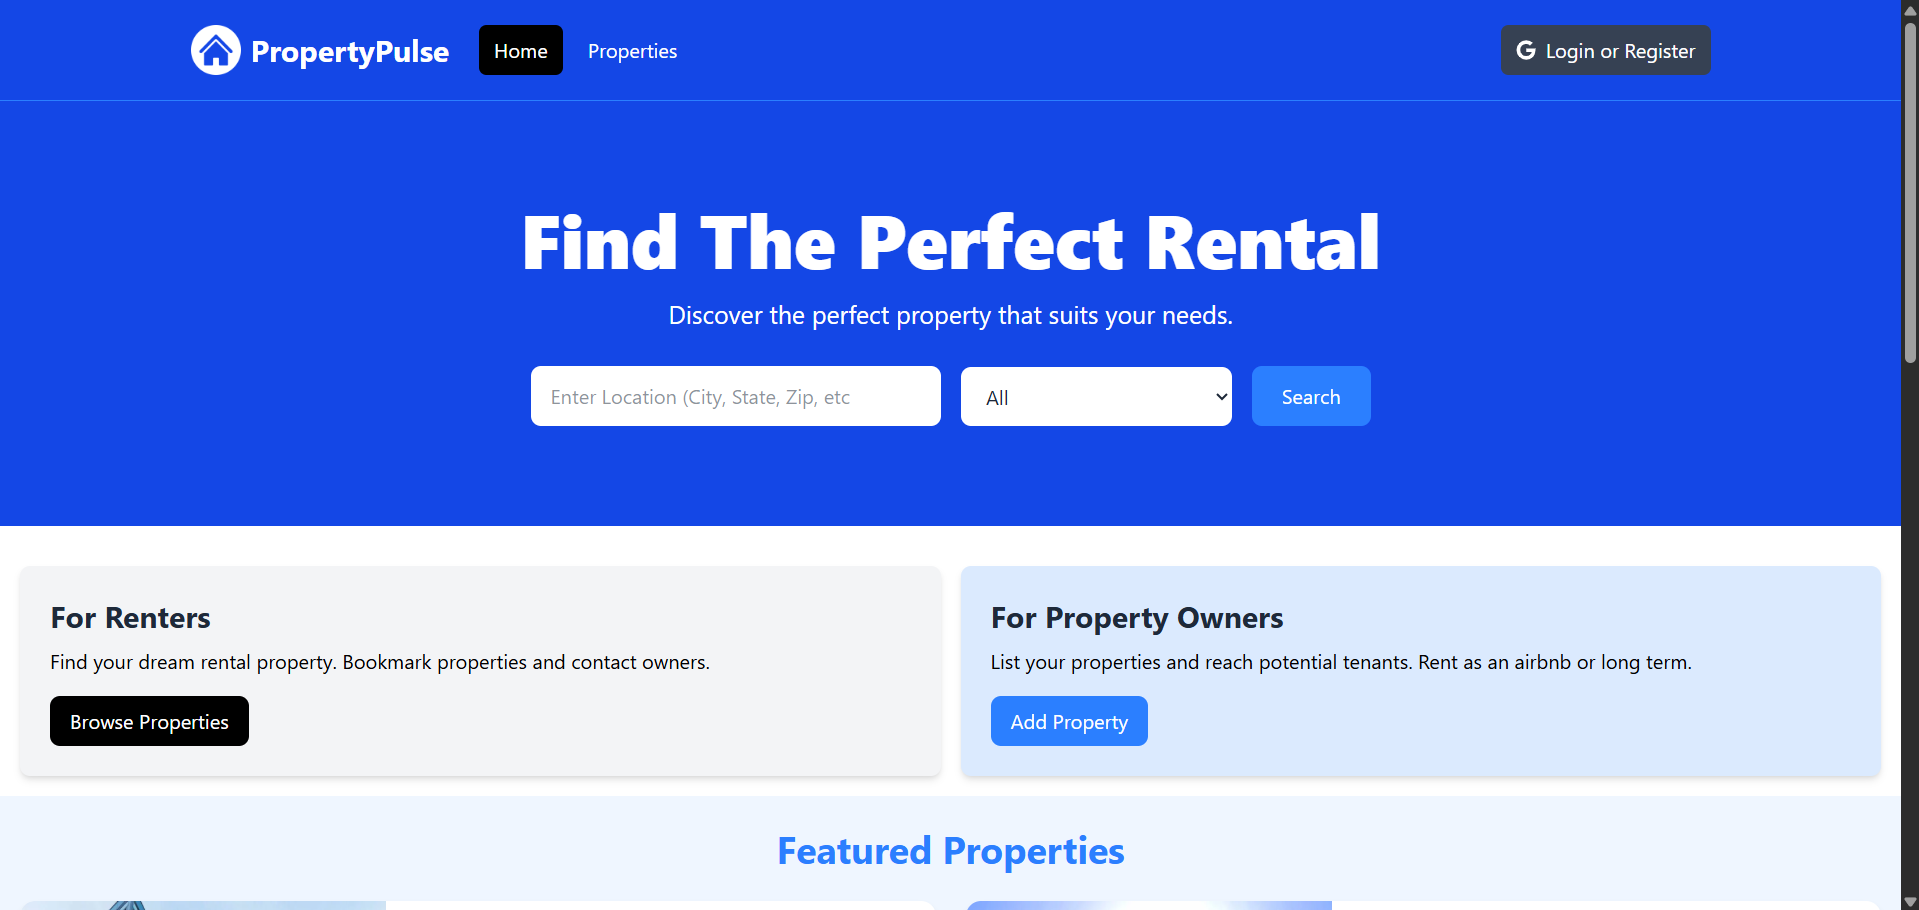 PropertyPulse
Home
Properties
Login or Register
Find The Perfect Rental
Discover the perfect property that suits your needs.
Enter Location (City, State, Zip, etc
All
Search
For Renters
Find your dream rental property. Bookmark properties and contact owners.
Browse Properties
For Property Owners
List your properties and reach potential tenants. Rent as an airbnb or long term.
Add Property
Featured Properties